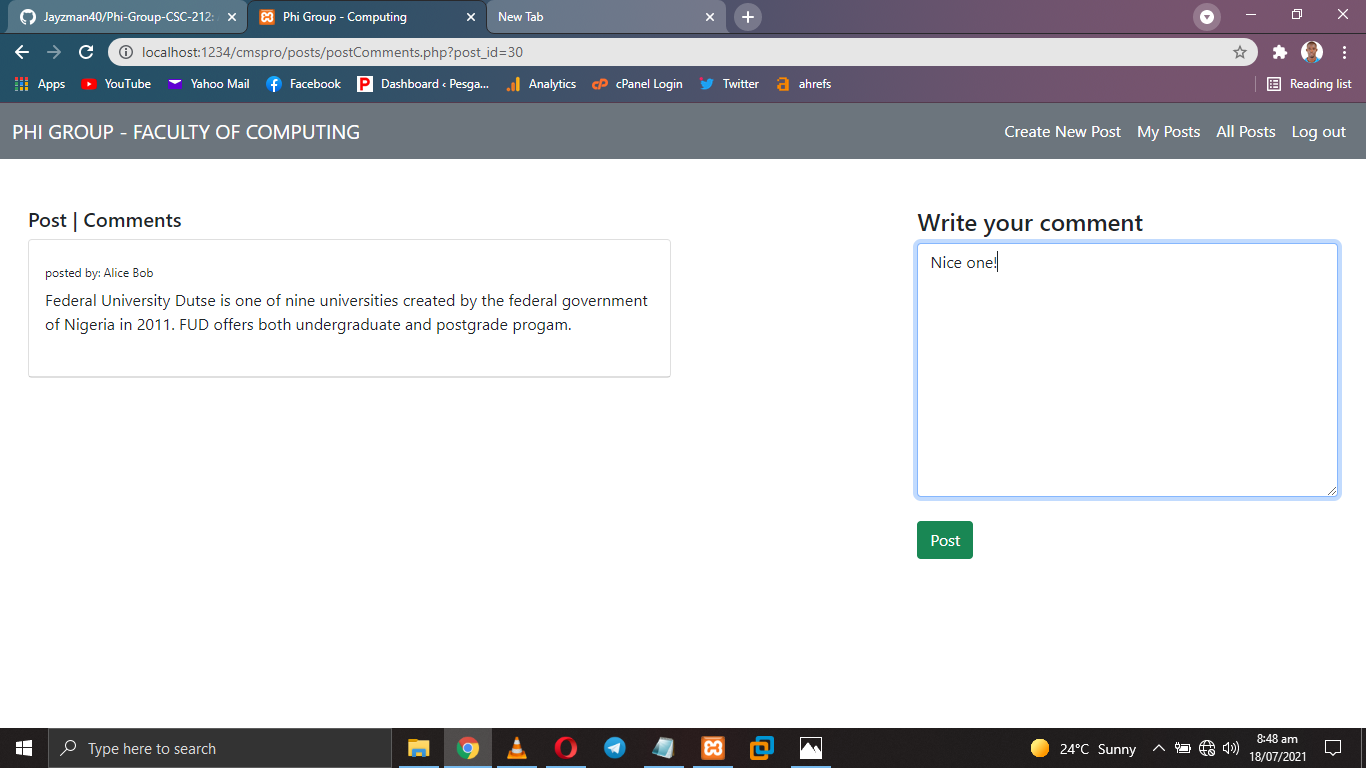 Jayzman40/Phi-Group-CSC-212:
Phi Group - Computing
New Tab
localhost:1234/cmspro/posts/postComments.php?post_id=30
Apps
YouTube
Yahoo Mail
Facebook
Dashboard ‹ Pesga...
Analytics
cPanel Login
Twitter
ahrefs
Reading list
PHI GROUP - FACULTY OF COMPUTING
Create New Post
My Posts
All Posts
Log out
Post | Comments
posted by: Alice Bob
Federal University Dutse is one of nine universities created by the federal government
of Nigeria in 2011. FUD offers both undergraduate and postgrade progam.
Write your comment
Nice one!
Post
Type here to search
24°C Sunny
8:48 am
18/07/2021